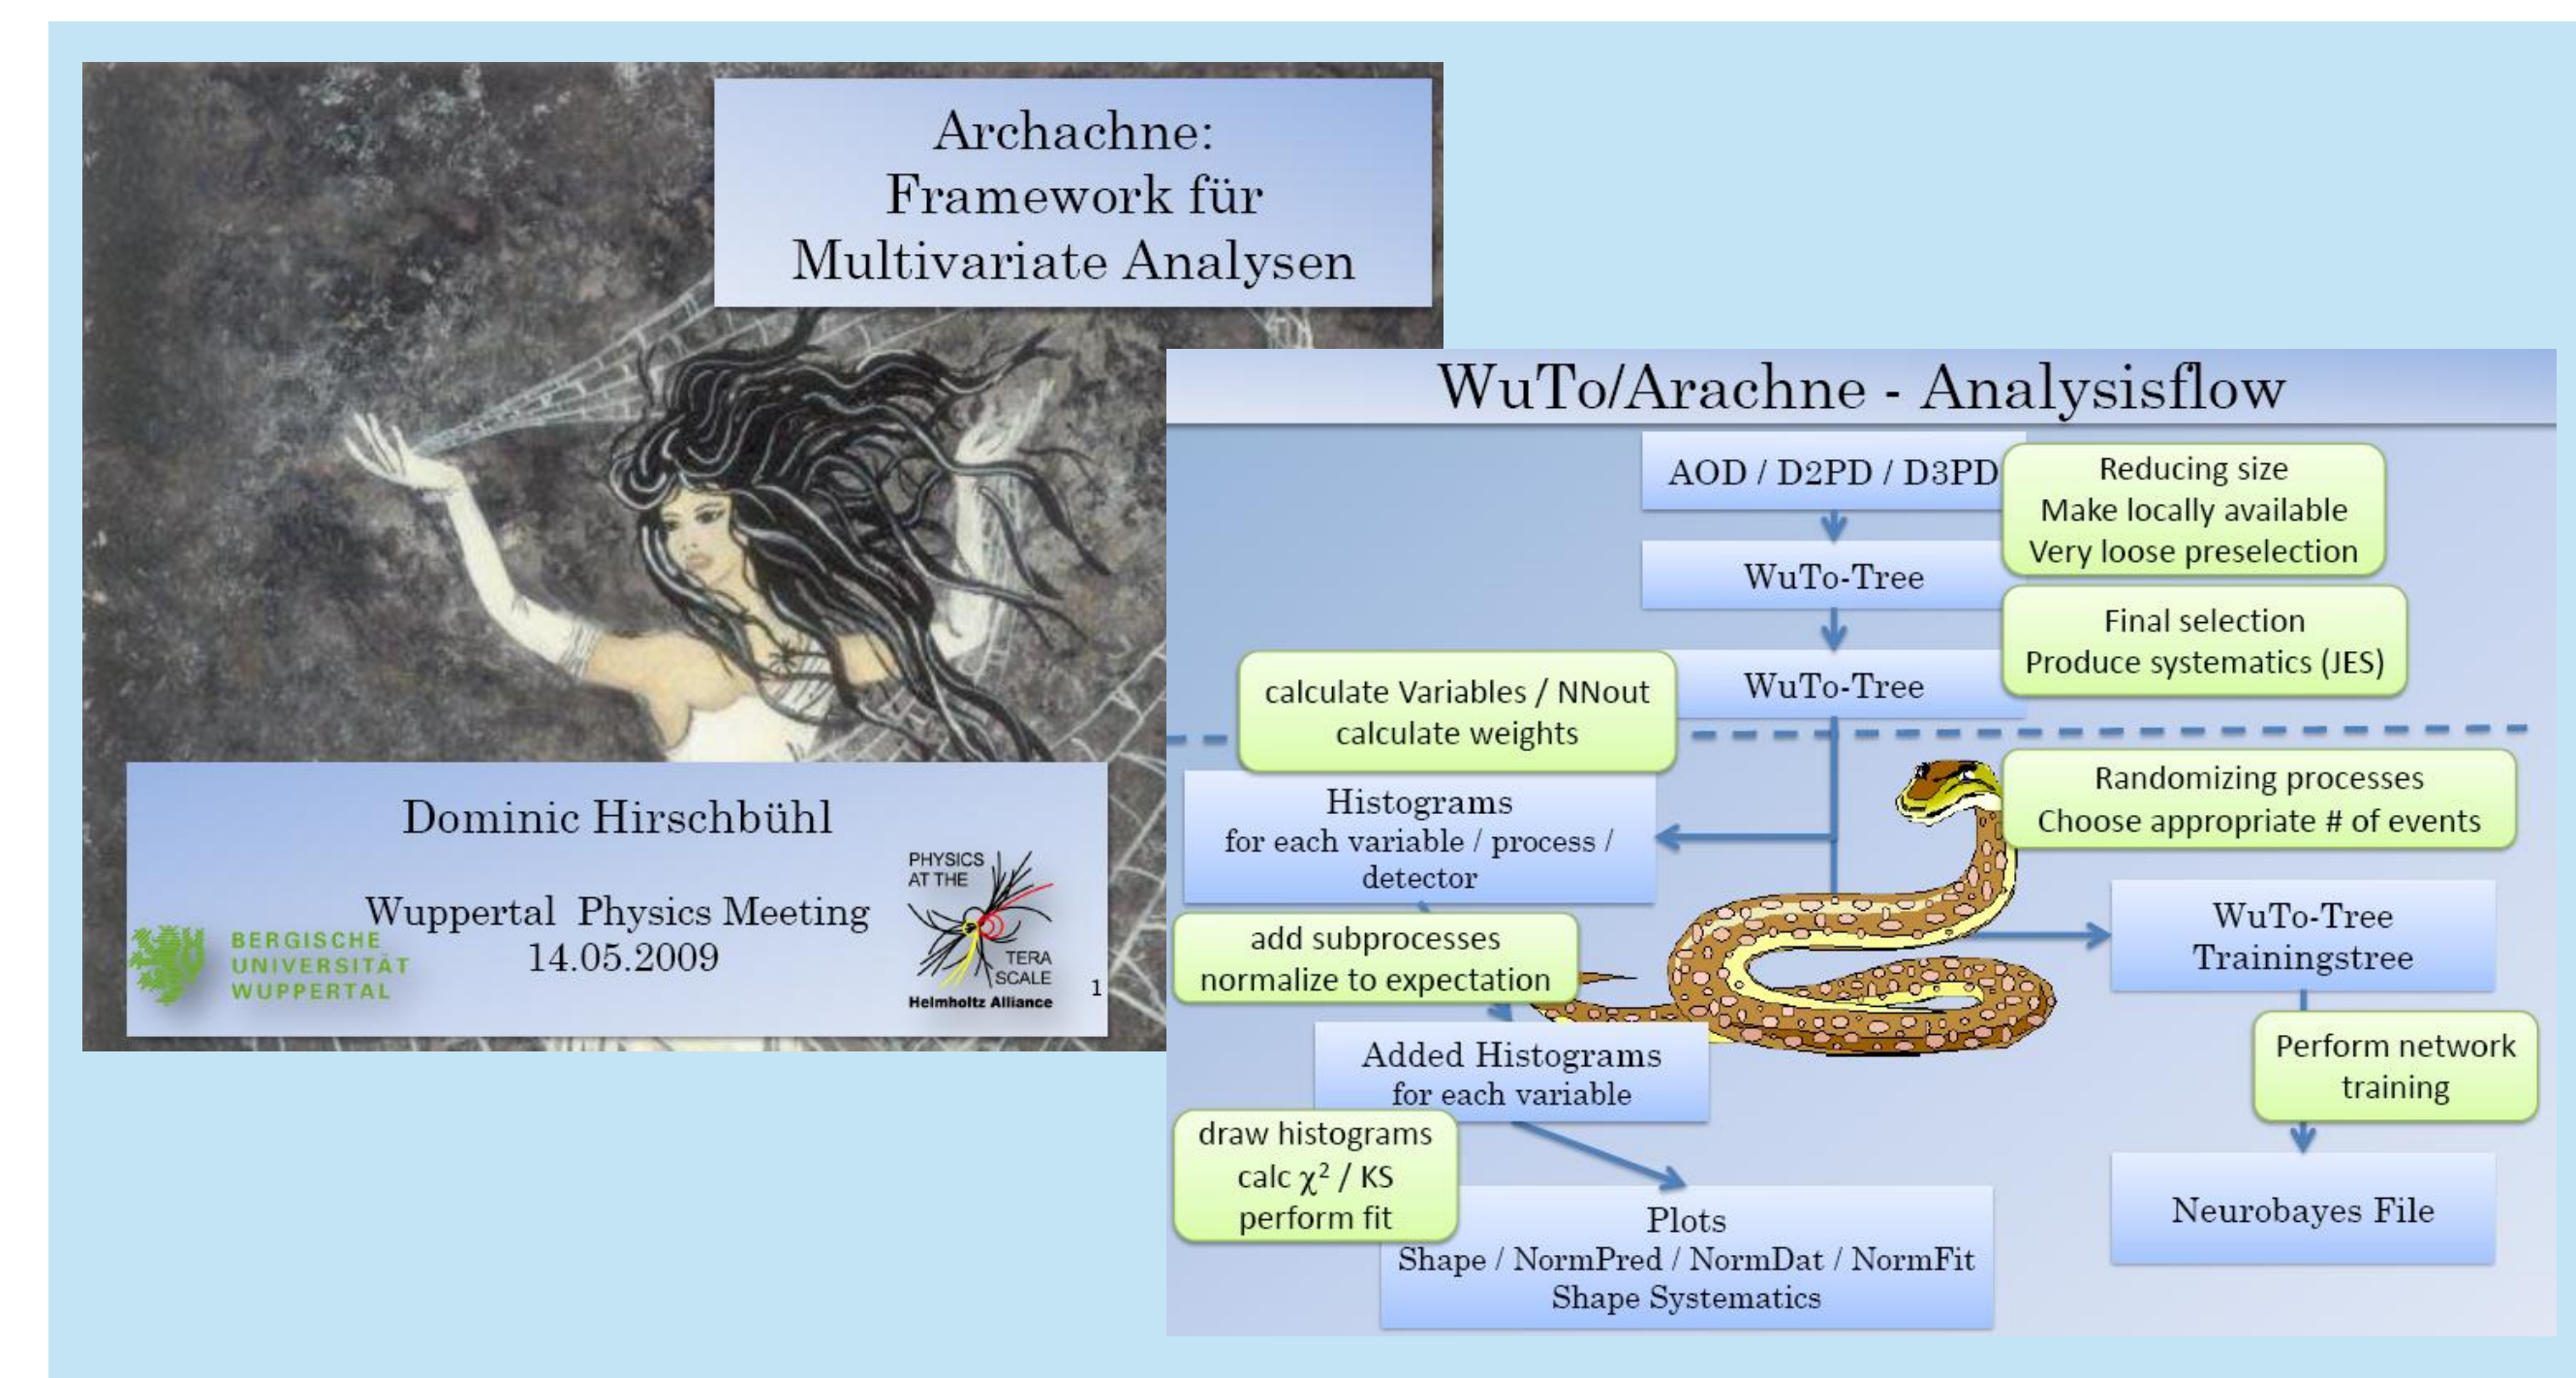 Archachne:
Framework für
Multivariate Analysen
Dominic Hirschbühl
Wuppertal Physics Meeting
14.05.2009
BERGISCHE
UNIVERSITÄT
WUPPERTAL
PHYSICS
AT THE
TERA
SCALE
Helmholtz Alliance
1
WuTo/Arachne - Analysisflow
AOD / D2PD / D3PD
Reducing size
Make locally available
Very loose preselection
WuTo-Tree
Final selection
Produce systematics (JES)
WuTo-Tree
calculate Variables / NNout
calculate weights
Randomizing processes
Choose appropriate # of events
Histograms
for each variable / process /
detector
WuTo-Tree
Trainingstree
add subprocesses
normalize to expectation
Perform network
training
Added Histograms
for each variable
draw histograms
calc χ² / KS
perform fit
Neurobayes File
Plots
Shape / NormPred / NormDat / NormFit
Shape Systematics